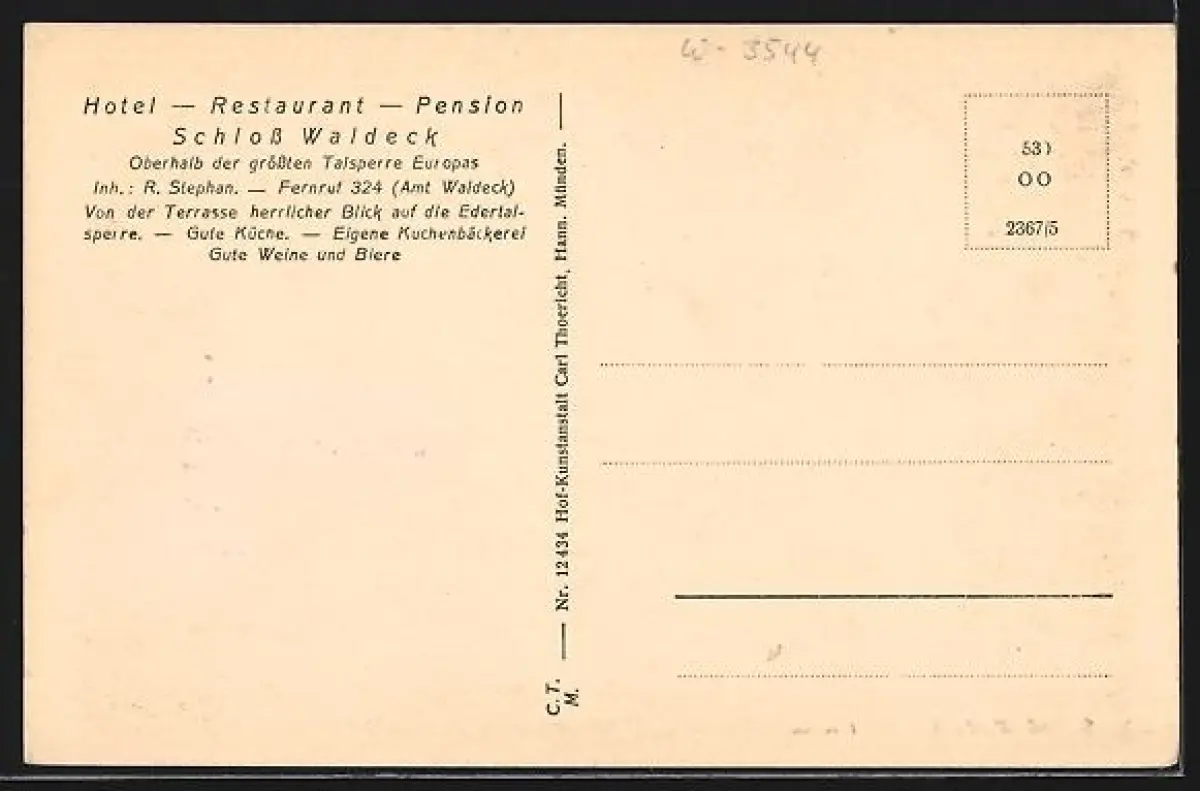 W - 3544
Hotel — Restaurant — Pension
Schloß Waldeck
Oberhalb der größten Talsperre Europas
Inh.: R. Stephan. — Fernruf 324 (Amt Waldeck)
Von der Terrasse herrlicher Blick auf die Edertal-
sperre. — Gute Küche. — Eigene Kuchenbäckerei
Gute Weine und Biere
C. T.
M.
— Nr. 12434 Hof-Kunstanstalt Carl Thoericht, Hann. Münden. —
OO
2367/5